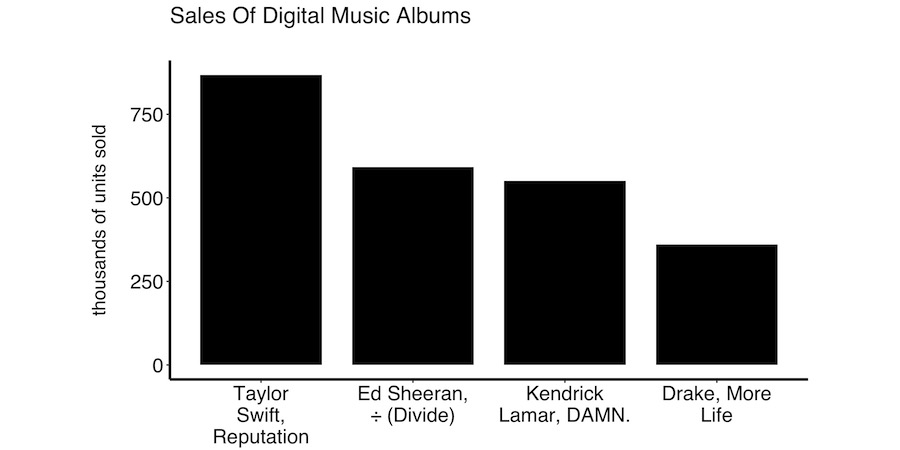 Sales Of Digital Music Albums
thousands of units sold
750
500
250
0
Taylor
Swift,
Reputation
Ed Sheeran,
÷ (Divide)
Kendrick
Lamar, DAMN.
Drake, More
Life